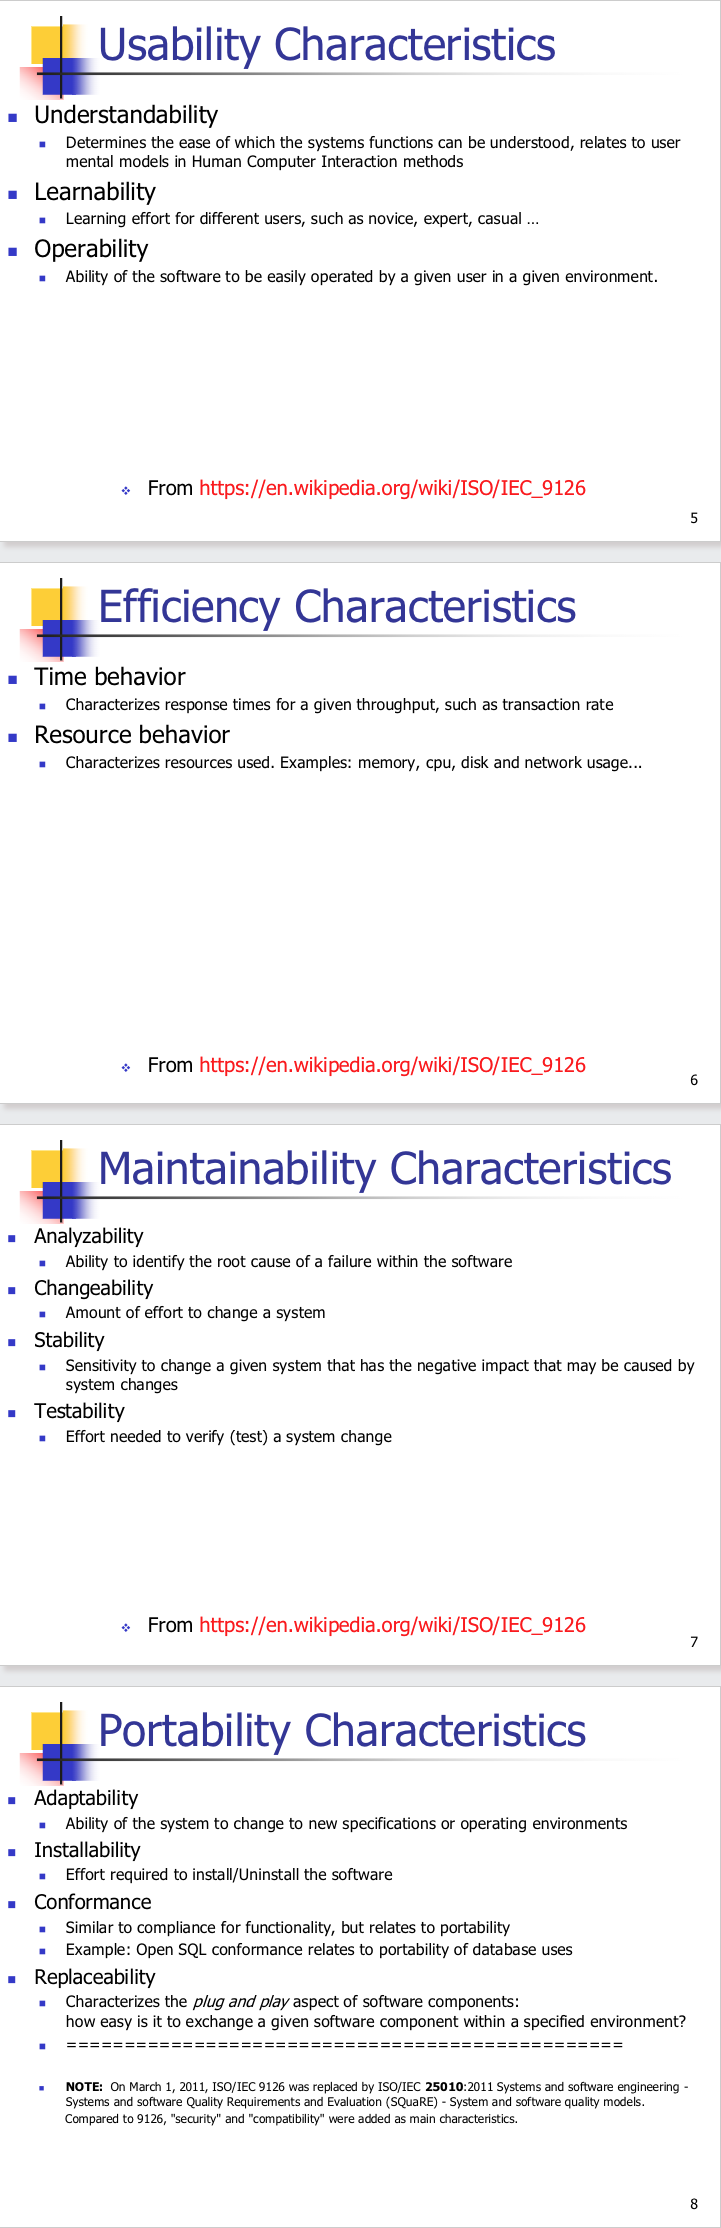 Usability Characteristics
Understandability
Determines the ease of which the systems functions can be understood, relates to user
mental models in Human Computer Interaction methods
Learnability
Learning effort for different users, such as novice, expert, casual ...
Operability
Ability of the software to be easily operated by a given user in a given environment.
From https://en.wikipedia.org/wiki/ISO/IEC_9126
5
Efficiency Characteristics
Time behavior
Characterizes response times for a given throughput, such as transaction rate
Resource behavior
Characterizes resources used. Examples: memory, cpu, disk and network usage...
From https://en.wikipedia.org/wiki/ISO/IEC_9126
6
Maintainability Characteristics
Analyzability
Ability to identify the root cause of a failure within the software
Changeability
Amount of effort to change a system
Stability
Sensitivity to change a given system that has the negative impact that may be caused by
system changes
Testability
Effort needed to verify (test) a system change
From https://en.wikipedia.org/wiki/ISO/IEC_9126
7
Portability Characteristics
Adaptability
Ability of the system to change to new specifications or operating environments
Installability
Effort required to install/Uninstall the software
Conformance
Similar to compliance for functionality, but relates to portability
Example: Open SQL conformance relates to portability of database uses
Replaceability
Characterizes the plug and play aspect of software components:
how easy is it to exchange a given software component within a specified environment?
================================================
NOTE: On March 1, 2011, ISO/IEC 9126 was replaced by ISO/IEC 25010:2011 Systems and software engineering -
Systems and software Quality Requirements and Evaluation (SQuaRE) - System and software quality models.
Compared to 9126, "security" and "compatibility" were added as main characteristics.
8